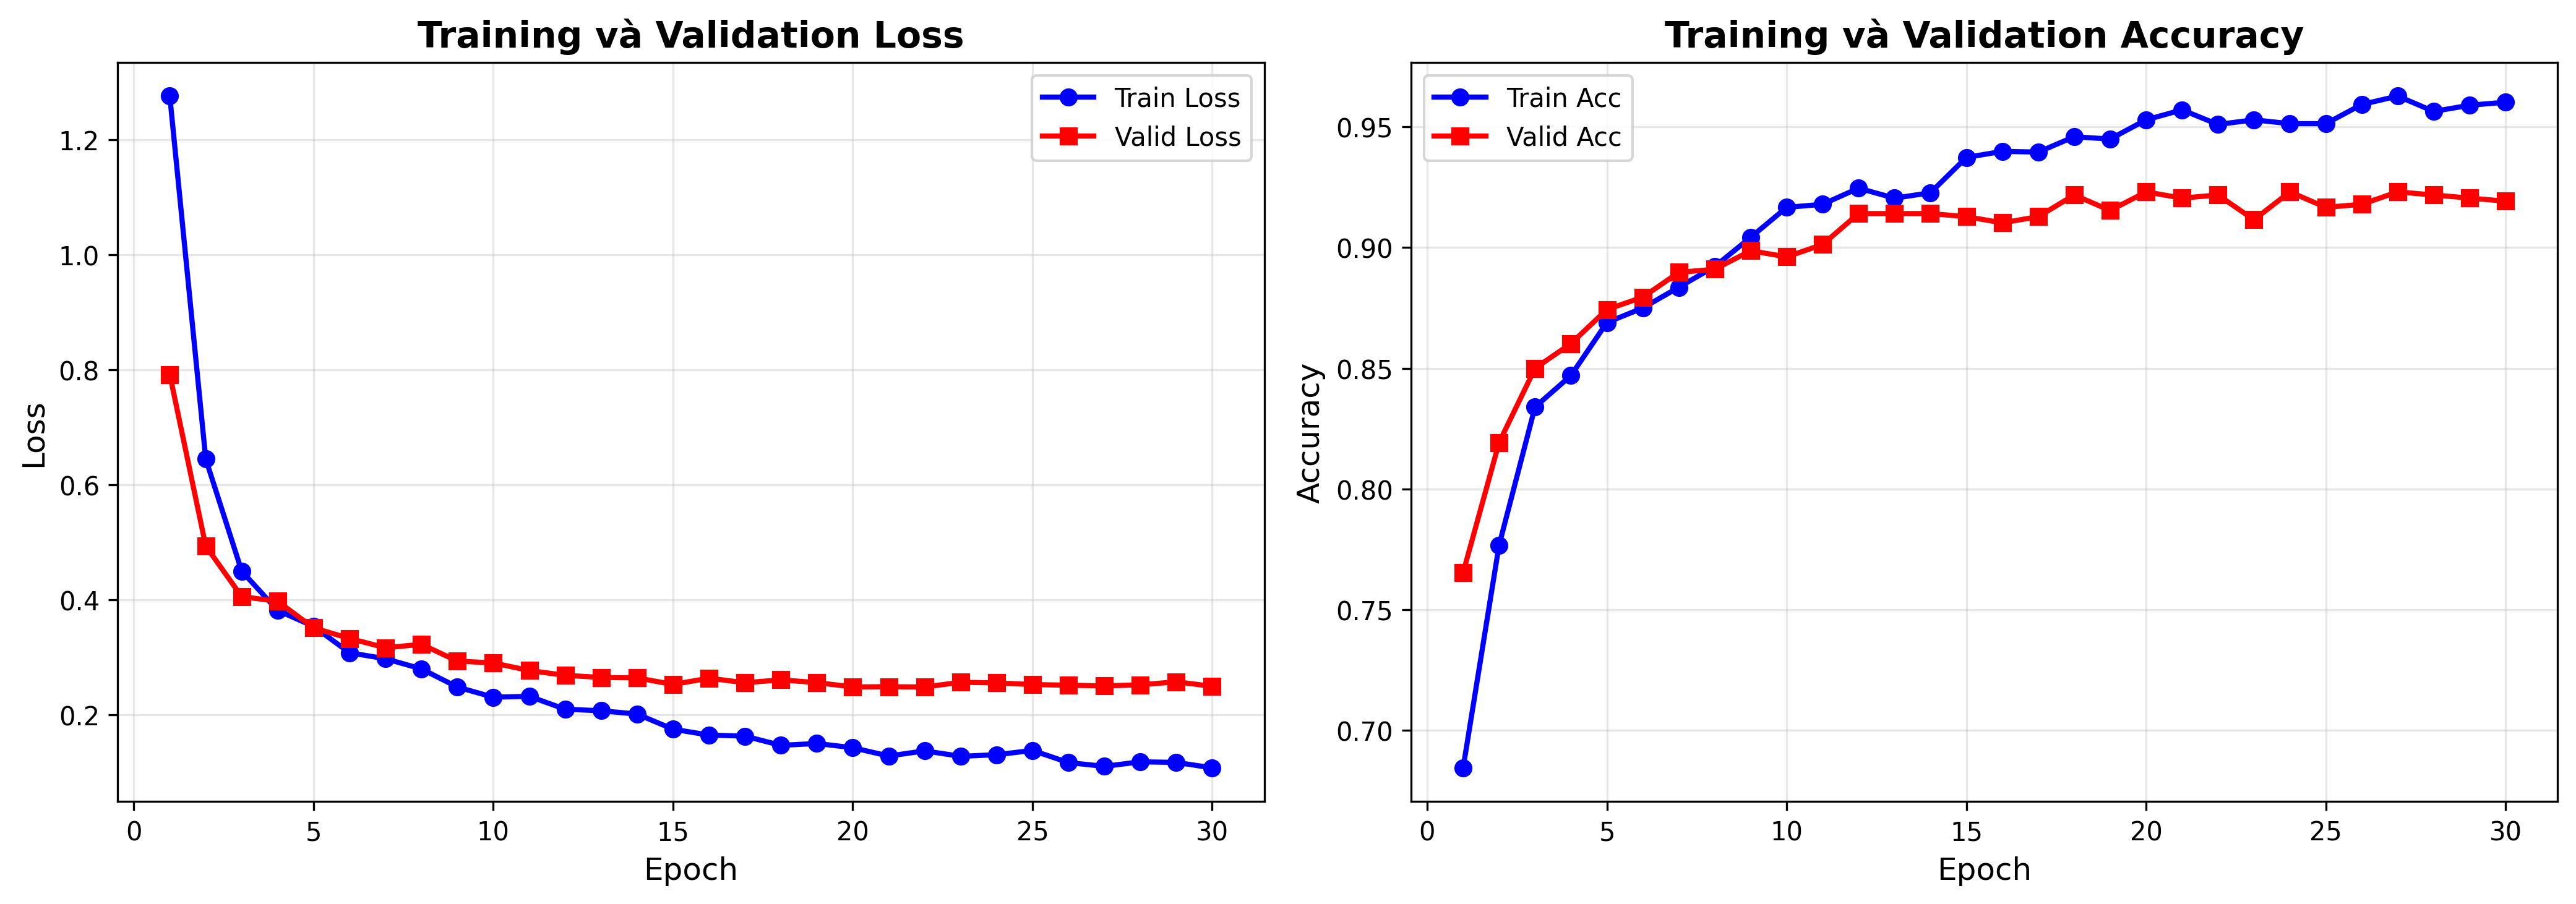 Training và Validation Loss
Train Loss
Valid Loss
1.2
1.0
0.8
0.6
0.4
0.2
Loss
0 5 10 15 20 25 30
Epoch
Training và Validation Accuracy
Train Acc
Valid Acc
0.95
0.90
0.85
0.80
0.75
0.70
Accuracy
0 5 10 15 20 25 30
Epoch